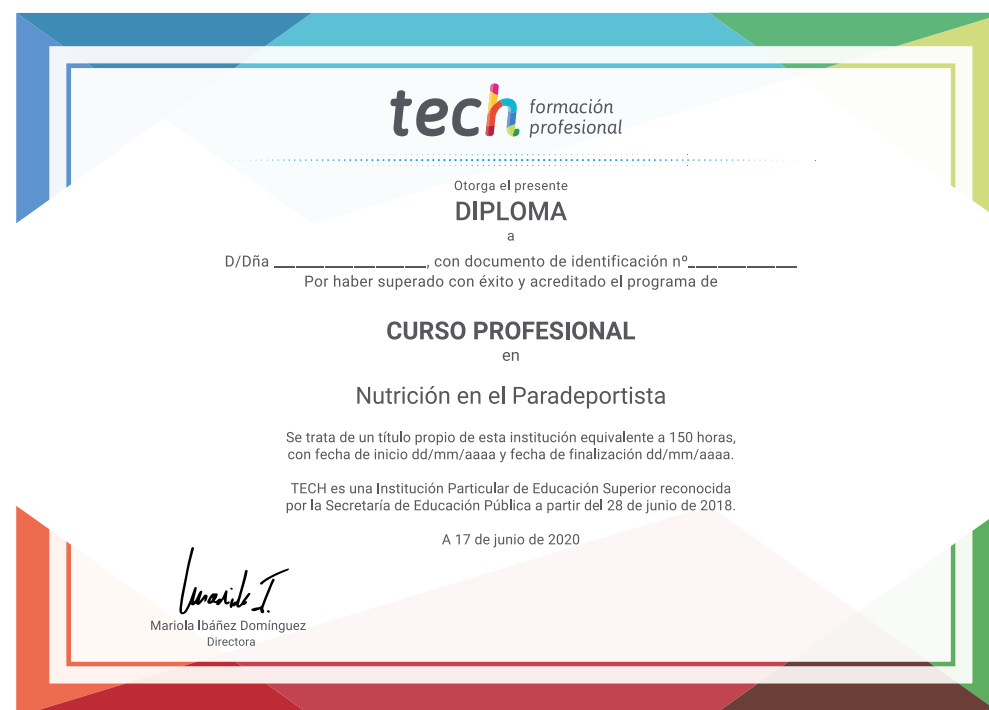 tech formación
profesional
Otorga el presente
DIPLOMA
a
D/Dña ______________, con documento de identificación nº__________
Por haber superado con éxito y acreditado el programa de
CURSO PROFESIONAL
en
Nutrición en el Paradeportista
Se trata de un título propio de esta institución equivalente a 150 horas,
con fecha de inicio dd/mm/aaaa y fecha de finalización dd/mm/aaaa.
TECH es una Institución Particular de Educación Superior reconocida
por la Secretaría de Educación Pública a partir del 28 de junio de 2018.
A 17 de junio de 2020
Mariola Ibáñez Domínguez
Directora